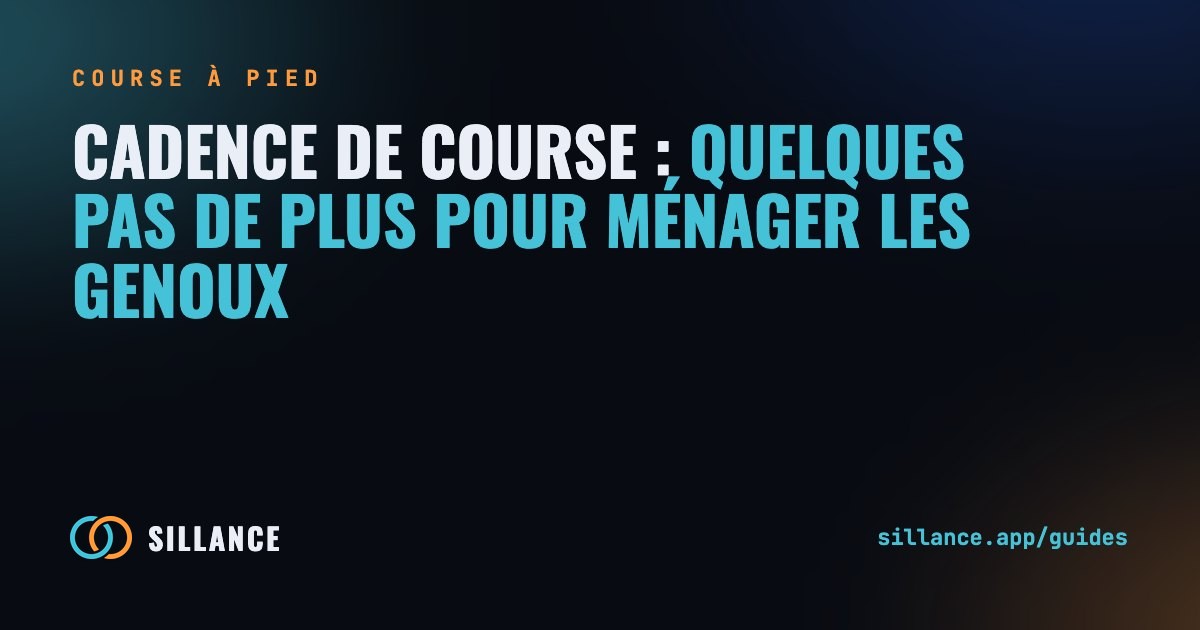 COURSE À PIED
CADENCE DE COURSE : QUELQUES
PAS DE PLUS POUR MÉNAGER LES
GENOUX
SILLANCE
sillance.app/guides